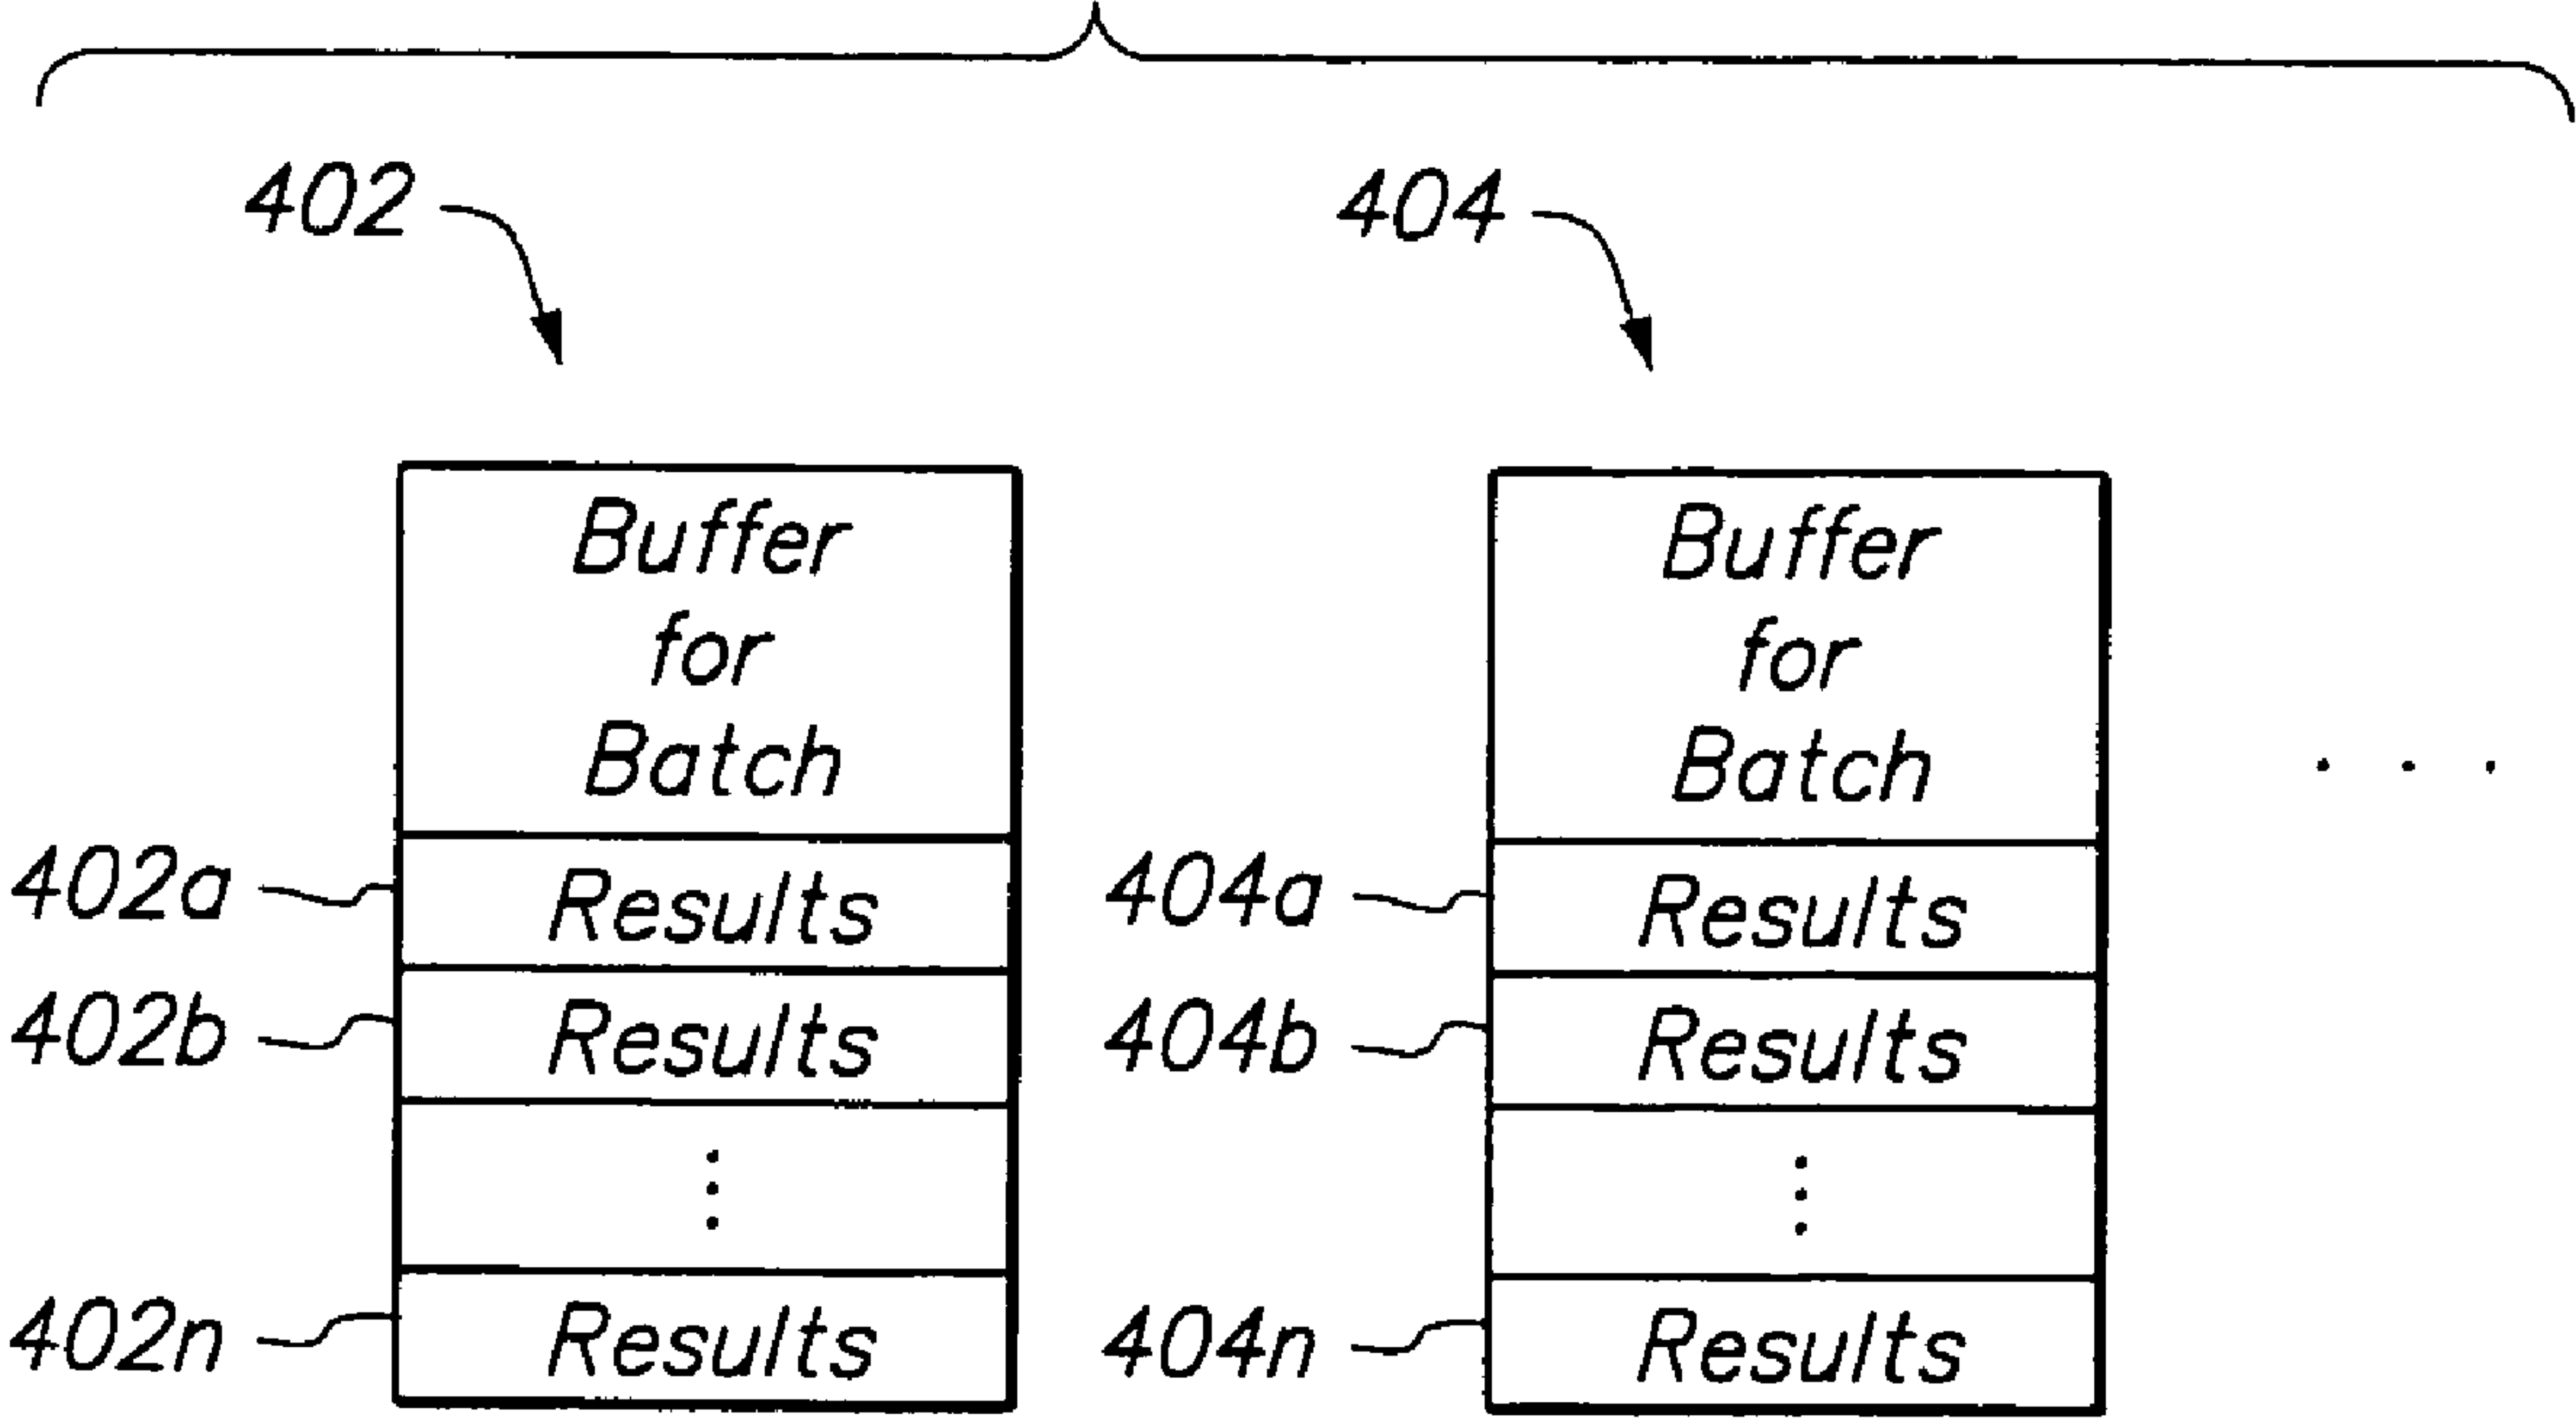 402
404
Buffer
for
Batch
402a Results
402b Results
⋮
402n Results
Buffer
for
Batch
404a Results
404b Results
⋮
404n Results
. . .